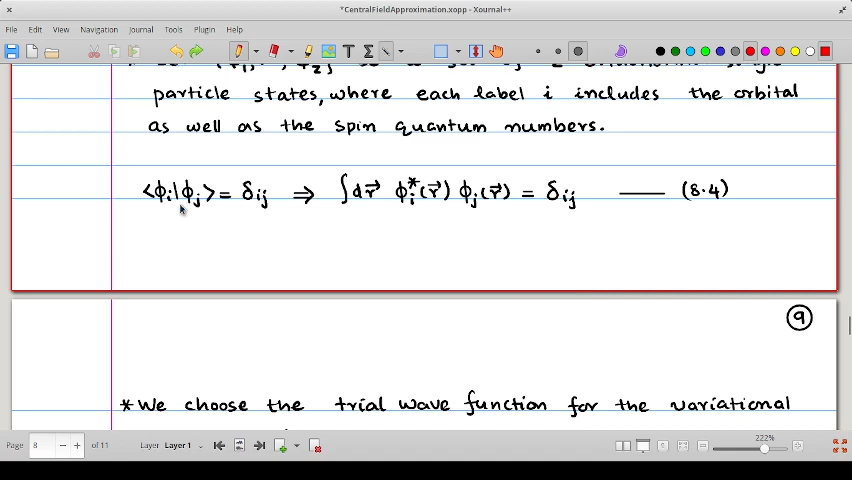 *CentralFieldApproximation.xopp - Xournal++
File Edit View Navigation Journal Tools Plugin Help
particle states, where each label i includes the orbital
as well as the spin quantum numbers.
<ϕi|ϕj> = δij ⇒ ∫dr⃗ ϕi*(r⃗) ϕj(r⃗) = δij —— (8.4)
9
* We choose the trial wave function for the variational
Page 8 of 11 Layer Layer 1 222%